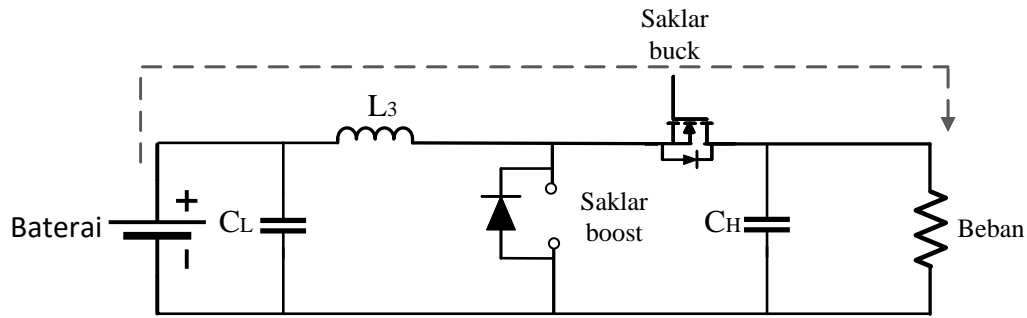 Saklar
buck
L3
+
Baterai
CL
Saklar
boost
CH
Beban